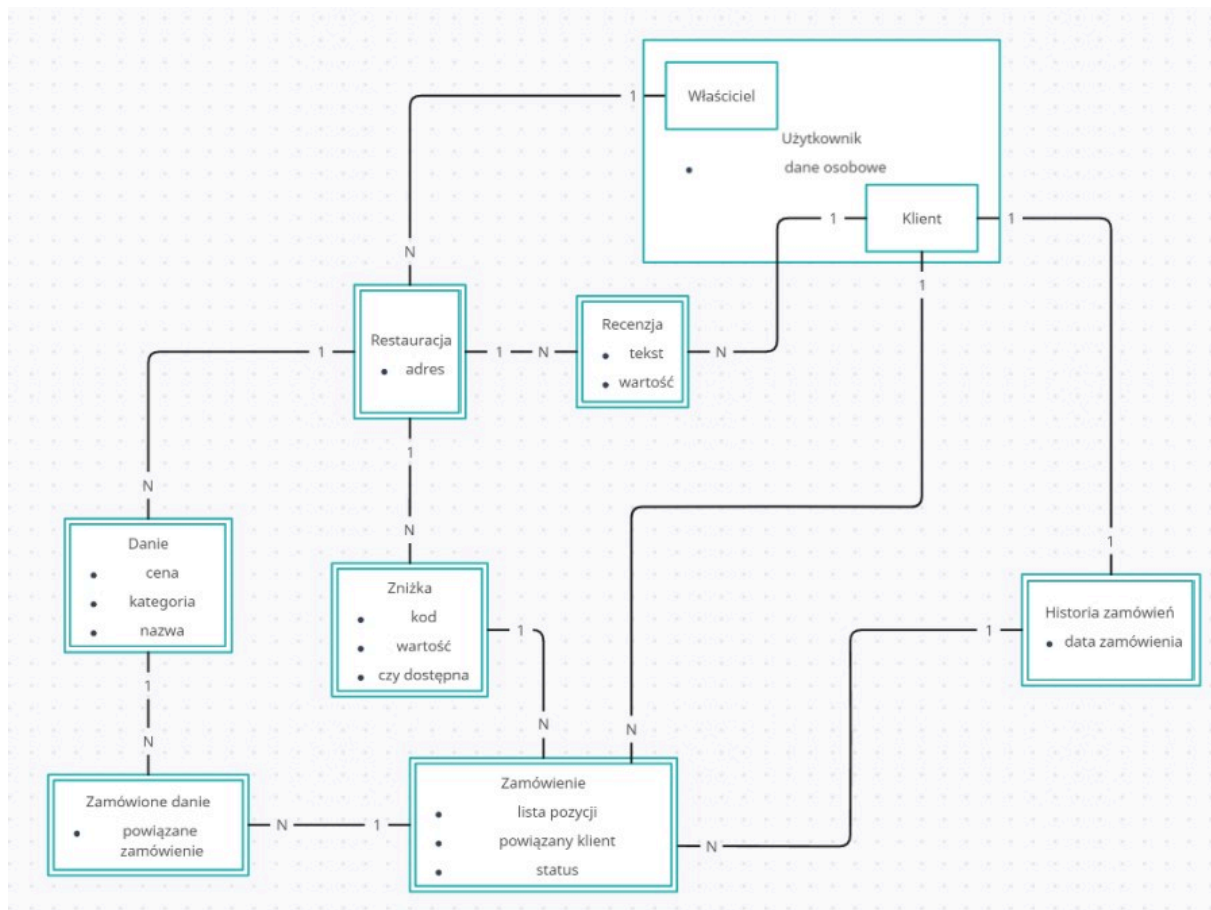 Właściciel
1
Użytkownik
dane osobowe
Klient
1
1
1
N
Restauracja
adres
1
1
N
Recenzja
tekst
wartość
N
1
N
N
1
Danie
cena
kategoria
nazwa
Zniżka
kod
wartość
czy dostępna
1
Historia zamówień
data zamówienia
1
1
N
1
N
N
Zamówione danie
powiązane
zamówienie
N
1
Zamówienie
lista pozycji
powiązany klient
status
N